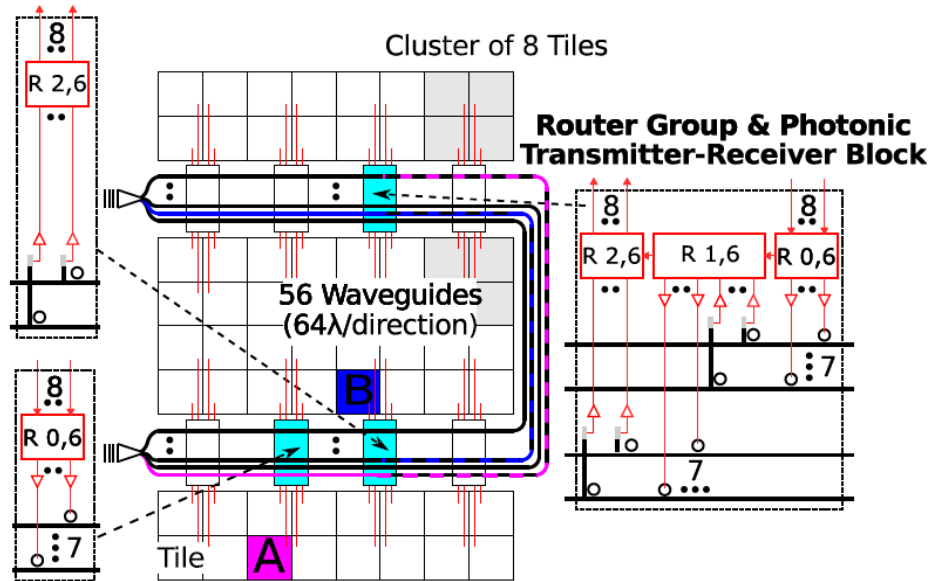 8
R 2,6
Cluster of 8 Tiles
Router Group & Photonic
Transmitter-Receiver Block
8
8
R 2,6
R 1,6
R 0,6
7
7
56 Waveguides
(64λ/direction)
B
8
R 0,6
7
Tile
A